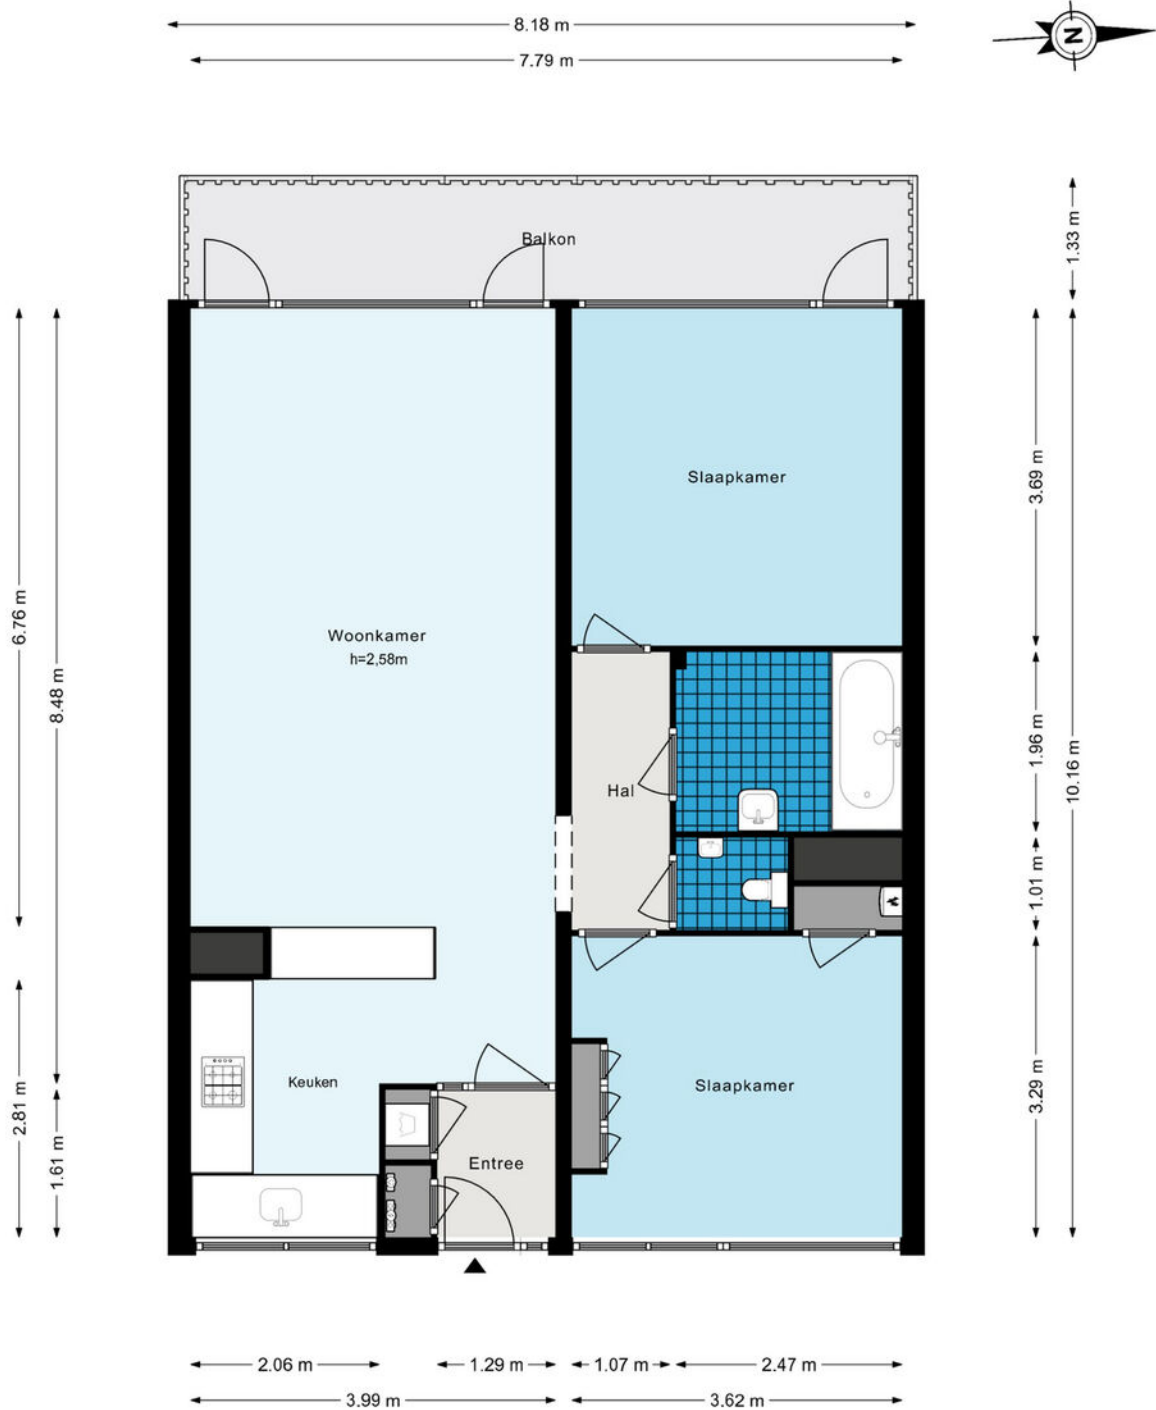 8.18 m
N
7.79 m
Balkon
1.33 m
Slaapkamer
3.69 m
6.76 m
Woonkamer
h=2,58m
8.48 m
1.96 m
10.16 m
Hal
1.01 m
Keuken
Slaapkamer
3.29 m
2.81 m
1.61 m
Entree
2.06 m
1.29 m
1.07 m
2.47 m
3.99 m
3.62 m